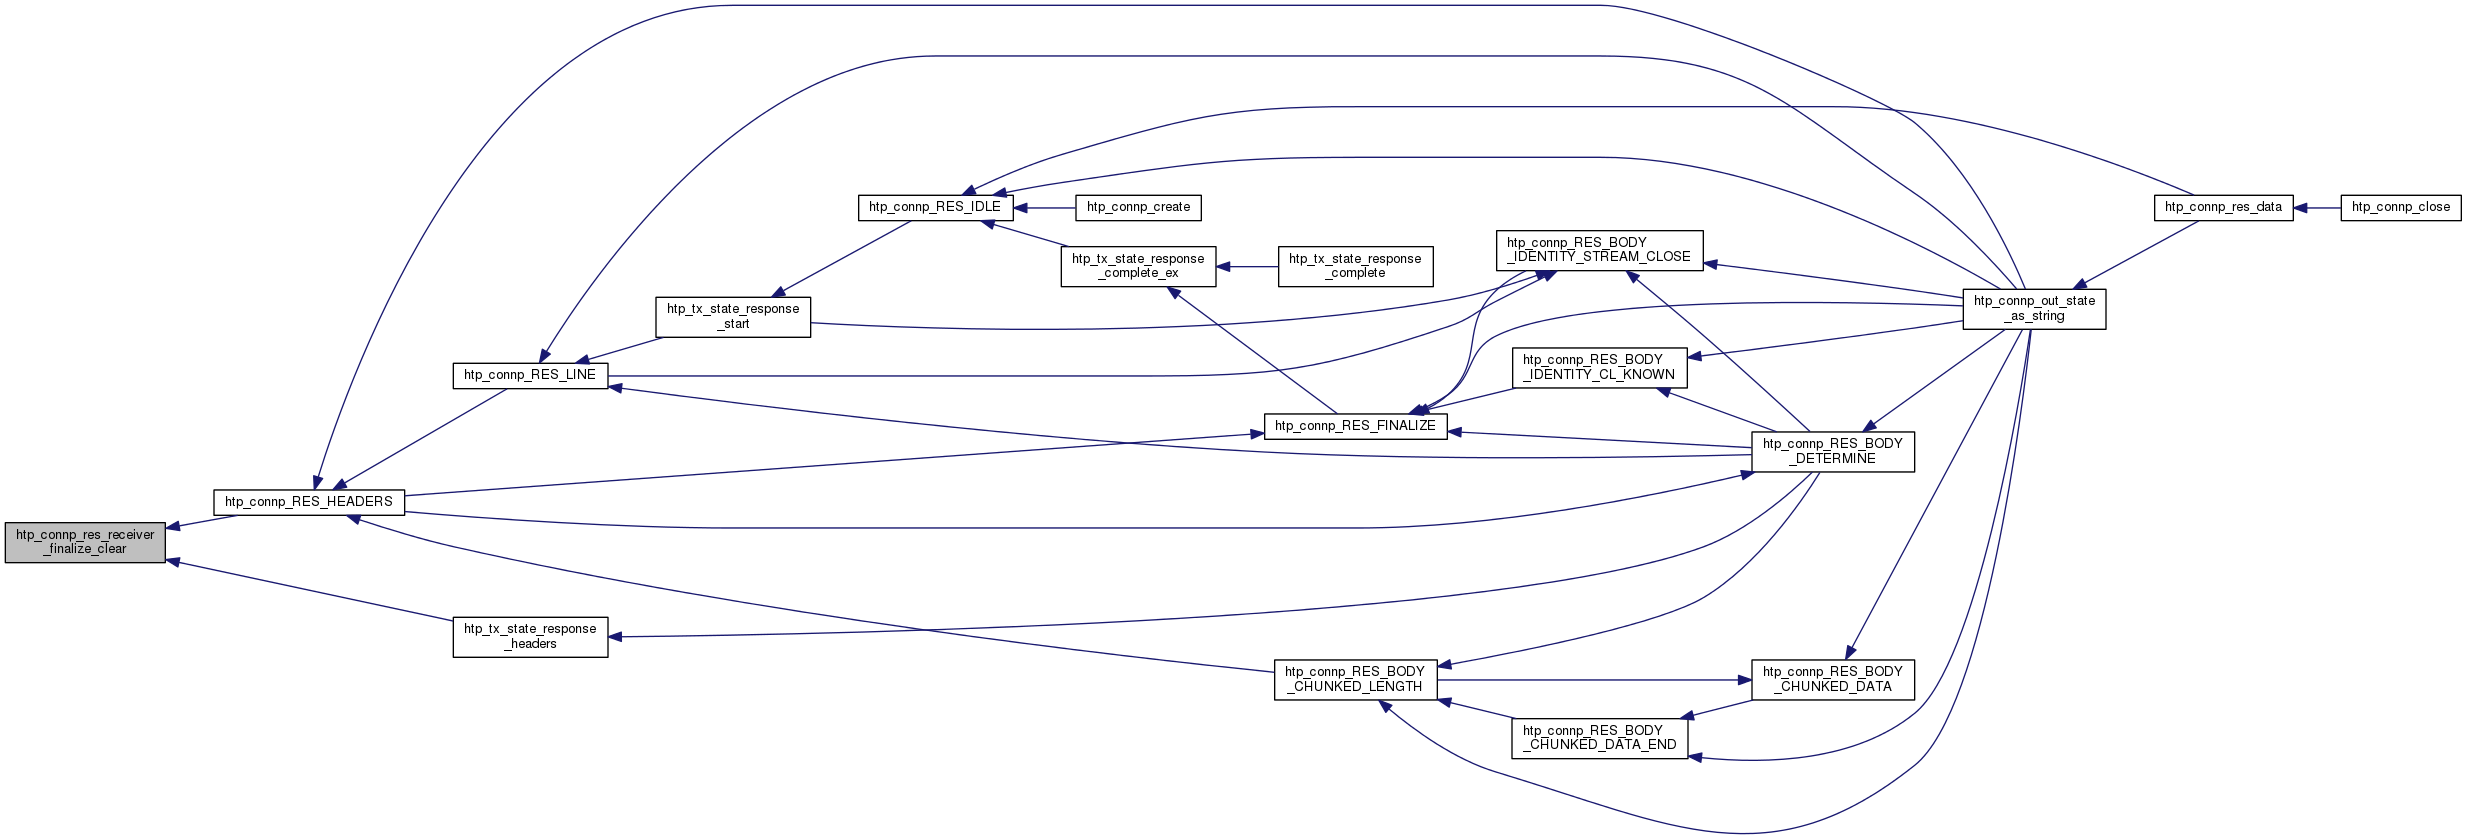 htp_connp_RES_IDLE
htp_connp_create
htp_connp_res_data
htp_connp_close
htp_connp_RES_BODY
_IDENTITY_STREAM_CLOSE
htp_tx_state_response
_complete_ex
htp_tx_state_response
_complete
htp_connp_out_state
_as_string
htp_tx_state_response
_start
htp_connp_RES_LINE
htp_connp_RES_BODY
_IDENTITY_CL_KNOWN
htp_connp_RES_FINALIZE
htp_connp_RES_BODY
_DETERMINE
htp_connp_RES_HEADERS
htp_connp_res_receiver
_finalize_clear
htp_tx_state_response
_headers
htp_connp_RES_BODY
_CHUNKED_LENGTH
htp_connp_RES_BODY
_CHUNKED_DATA
htp_connp_RES_BODY
_CHUNKED_DATA_END